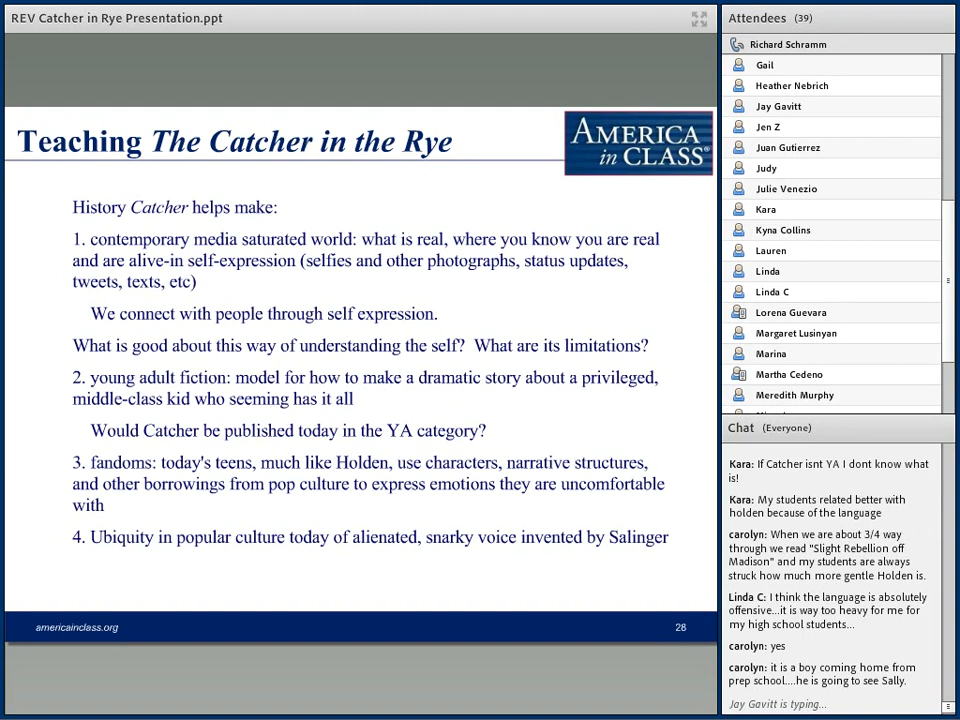 REV Catcher in Rye Presentation.ppt
Teaching The Catcher in the Rye
AMERICA
in CLASS®
History Catcher helps make:
1. contemporary media saturated world: what is real, where you know you are real
and are alive-in self-expression (selfies and other photographs, status updates,
tweets, texts, etc)
We connect with people through self expression.
What is good about this way of understanding the self? What are its limitations?
2. young adult fiction: model for how to make a dramatic story about a privileged,
middle-class kid who seeming has it all
Would Catcher be published today in the YA category?
3. fandoms: today's teens, much like Holden, use characters, narrative structures,
and other borrowings from pop culture to express emotions they are uncomfortable
with
4. Ubiquity in popular culture today of alienated, snarky voice invented by Salinger
americainclass.org
28
Attendees (39)
Richard Schramm
Gail
Heather Nebrich
Jay Gavitt
Jen Z
Juan Gutierrez
Judy
Julie Venezio
Kara
Kyna Collins
Lauren
Linda
Linda C
Lorena Guevara
Margaret Lusinyan
Marina
Martha Cedeno
Meredith Murphy
Chat (Everyone)
Kara: If Catcher isnt YA I dont know what
is!
Kara: My students related better with
holden because of the language
carolyn: When we are about 3/4 way
through we read "Slight Rebellion off
Madison" and my students are always
struck how much more gentle Holden is.
Linda C: I think the language is absolutely
offensive...it is way too heavy for me for
my high school students...
carolyn: yes
carolyn: it is a boy coming home from
prep school....he is going to see Sally.
Jay Gavitt is typing...